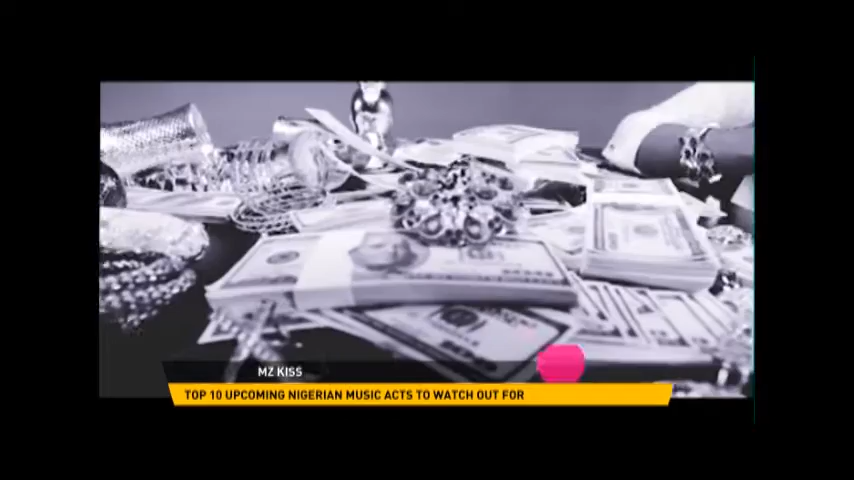 MZ KISS
TOP 10 UPCOMING NIGERIAN MUSIC ACTS TO WATCH OUT FOR